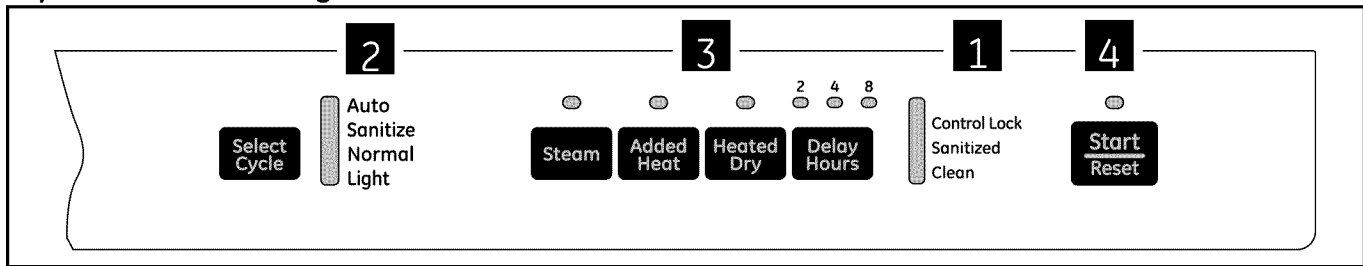 2
3
1
4
Select
Cycle
Auto
Sanitize
Normal
Light
Steam
Added
Heat
Heated
Dry
2 4 8
Delay
Hours
Control Lock
Sanitized
Clean
Start
Reset